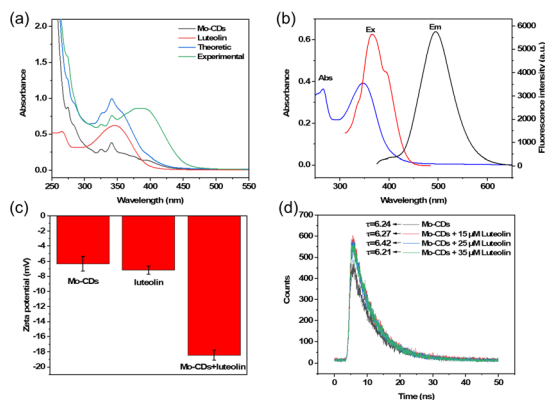 (a)
Mo-CDs
Luteolin
Theoretic
Experimental
2.0
1.5
1.0
0.5
0.0
Absorbance
250 300 350 400 450 500 550
Wavelength (nm)
(b)
Ex
Em
Abs
0.6
0.4
0.2
0.0
Absorbance
6000
5000
4000
3000
2000
1000
0
Fluorescence intensity (a.u.)
300 400 500 600
Wavelength (nm)
(c)
0
-2
-4
-6
-8
-10
-12
-14
-16
-18
-20
Zeta potential (mV)
Mo-CDs
luteolin
Mo-CDs+luteolin
(d)
τ=6.24 Mo-CDs
τ=6.27 Mo-CDs + 15 μM Luteolin
τ=6.42 Mo-CDs + 25 μM Luteolin
τ=6.21 Mo-CDs + 35 μM Luteolin
700
600
500
400
300
200
100
0
Counts
0 10 20 30 40 50
Time (ns)